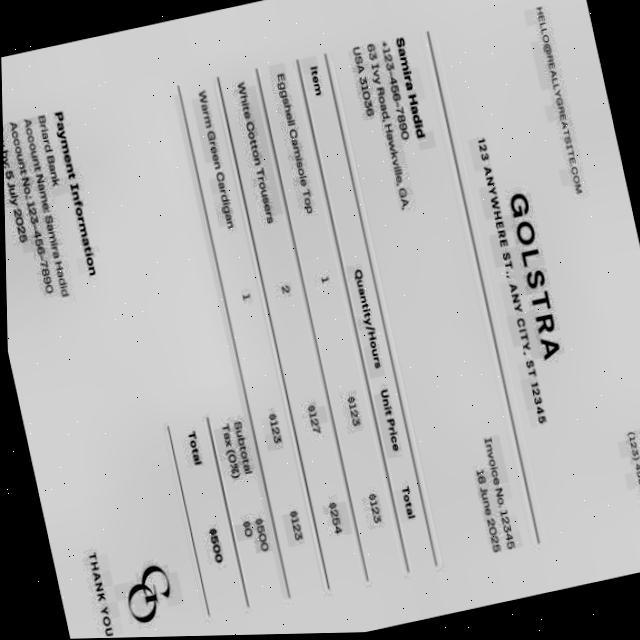 HELLO@REALLYGREATSITE.COM
GOLSTRA
123 ANYWHERE ST., ANY CITY, ST 12345
Invoice No. 12345
16 June 2025
Samira Hadid
+123-456-7890
63 Ivy Road, Hawkville, GA,
USA 31036
Item Quantity/Hours Unit Price Total
Eggshell Camisole Top 1 $123 $123
White Cotton Trousers 2 $127 $254
Warm Green Cardigan 1 $123 $123
Subtotal $500
Tax (0%) $0
Total $500
Payment Information
Briard Bank
Account Name: Samira Hadid
Account No.: 123-456-7890
by: 5 July 2025
THANK YOU